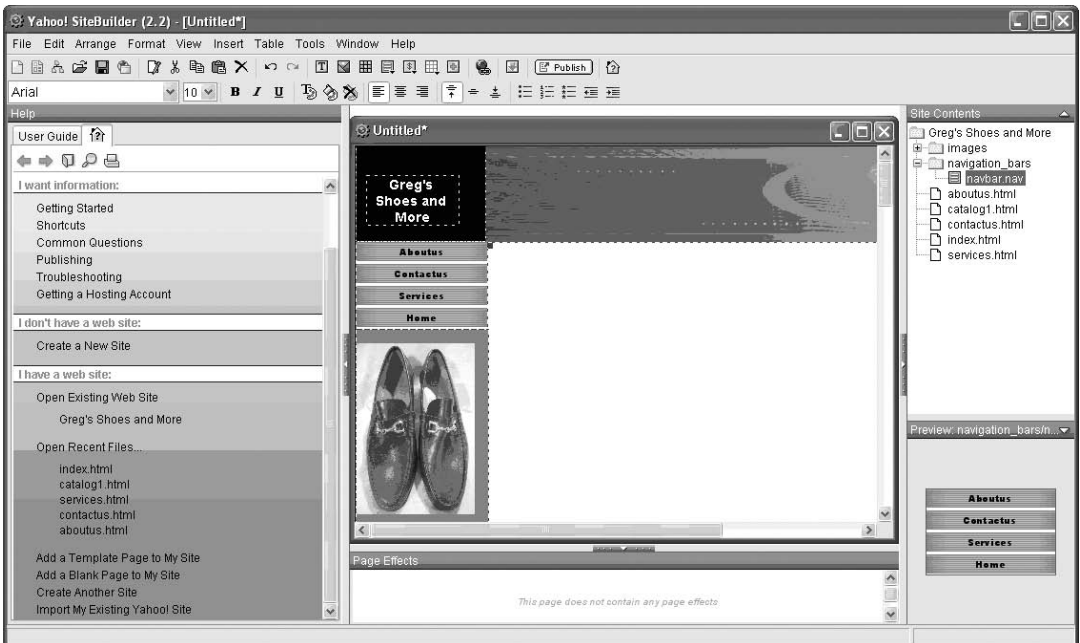 Yahoo! SiteBuilder (2.2) - [Untitled*]
File Edit Arrange Format View Insert Table Tools Window Help
Publish
Arial 10 B I U
Help
User Guide
I want information:
Getting Started
Shortcuts
Common Questions
Publishing
Troubleshooting
Getting a Hosting Account
I don't have a web site:
Create a New Site
I have a web site:
Open Existing Web Site
Greg's Shoes and More
Open Recent Files...
index.html
catalog1.html
services.html
contactus.html
aboutus.html
Add a Template Page to My Site
Add a Blank Page to My Site
Create Another Site
Import My Existing Yahoo! Site
Untitled*
Greg's
Shoes and
More
Aboutus
Contactus
Services
Home
Page Effects
This page does not contain any page effects
Site Contents
Greg's Shoes and More
images
navigation_bars
navbar.nav
aboutus.html
catalog1.html
contactus.html
index.html
services.html
Preview: navigation_bars/n...
Aboutus
Contactus
Services
Home